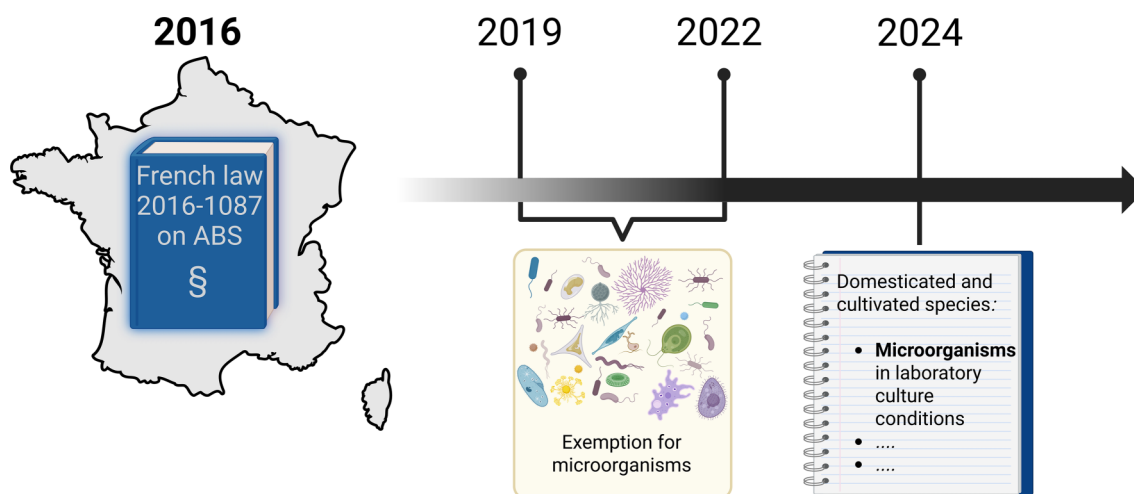 2016
French law
2016-1087
on ABS
§
2019
2022
2024
Exemption for
microorganisms
Domesticated and
cultivated species:
• Microorganisms
in laboratory
culture
conditions
• ....
• ....